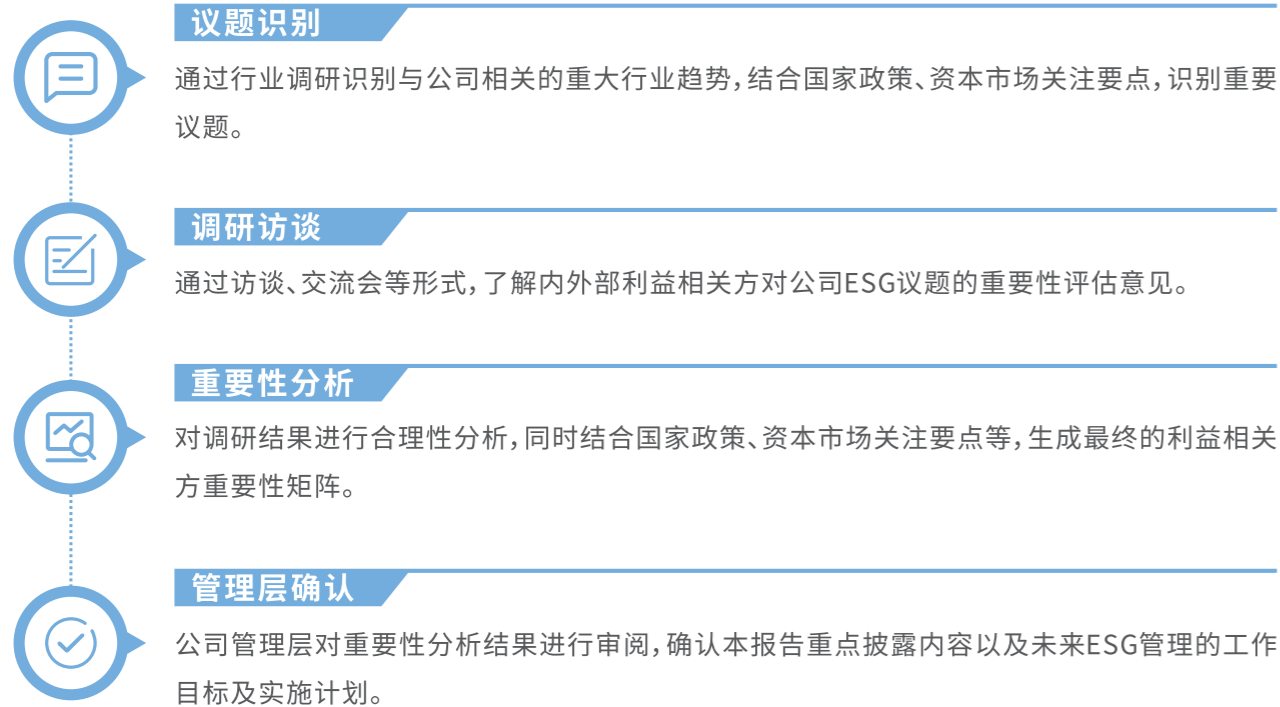 议题识别
通过行业调研识别与公司相关的重大行业趋势，结合国家政策、资本市场关注要点，识别重要
议题。
调研访谈
通过访谈、交流会等形式，了解内外部利益相关方对公司ESG议题的重要性评估意见。
重要性分析
对调研结果进行合理性分析，同时结合国家政策、资本市场关注要点等，生成最终的利益相关
方重要性矩阵。
管理层确认
公司管理层对重要性分析结果进行审阅，确认本报告重点披露内容以及未来ESG管理的工作
目标及实施计划。